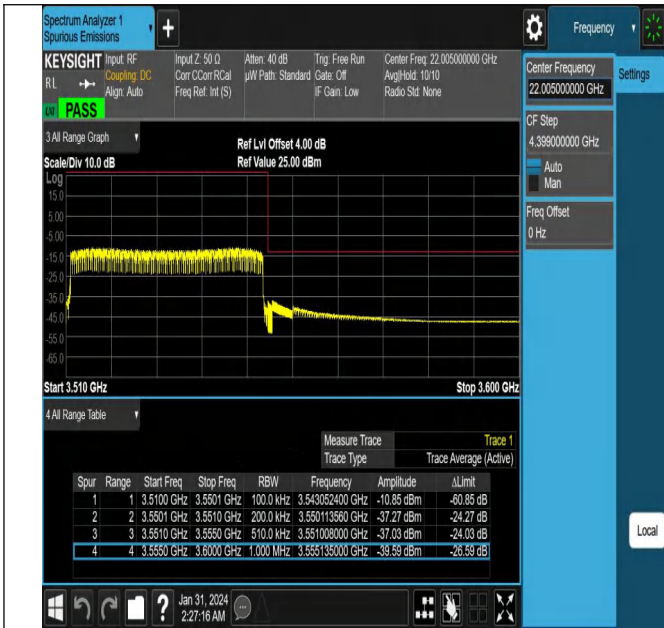 Spectrum Analyzer 1
Spurious Emissions
Frequency
KEYSIGHT Input: RF Input Z: 50 Ω Atten: 40 dB Trig: Free Run Center Freq: 22.005000000 GHz
RL Coupling: DC Corr CCorr RCal µW Path: Standard Gate: Off Avg|Hold: 10/10
Align: Auto Freq Ref: Int (S) IF Gain: Low Radio Std: None
LXI PASS
Center Frequency
22.005000000 GHz
Settings
CF Step
4.399000000 GHz
Auto
Man
Freq Offset
0 Hz
3 All Range Graph
Ref Lvl Offset 4.00 dB
Scale/Div 10.0 dB Ref Value 25.00 dBm
Log
15.0
5.00
-5.00
-15.0
-25.0
-35.0
-45.0
-55.0
-65.0
Start 3.510 GHz Stop 3.600 GHz
4 All Range Table
Measure Trace Trace 1
Trace Type Trace Average (Active)
Spur Range Start Freq Stop Freq RBW Frequency Amplitude ΔLimit
1 1 3.5100 GHz 3.5501 GHz 100.0 kHz 3.543052400 GHz -10.85 dBm -60.85 dB
2 2 3.5501 GHz 3.5510 GHz 200.0 kHz 3.550113560 GHz -37.27 dBm -24.27 dB
3 3 3.5510 GHz 3.5550 GHz 510.0 kHz 3.551008000 GHz -37.03 dBm -24.03 dB
4 4 3.5550 GHz 3.6000 GHz 1.000 MHz 3.555135000 GHz -39.59 dBm -26.59 dB
Local
Jan 31, 2024
2:27:16 AM